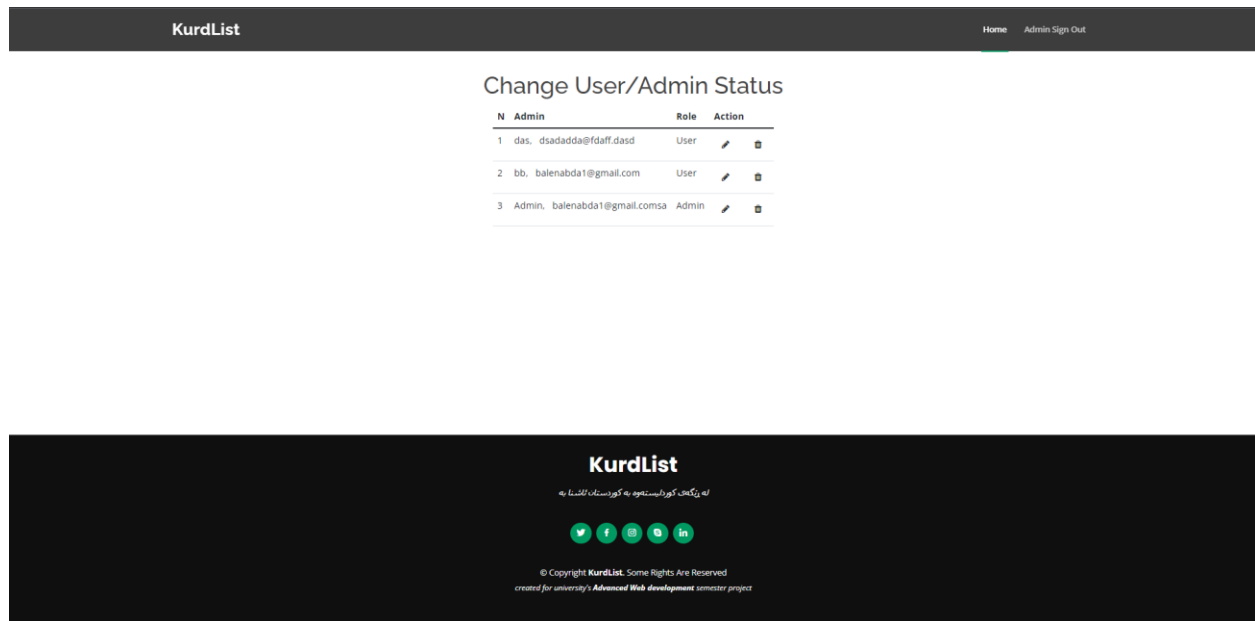 KurdList
Home Admin Sign Out
Change User/Admin Status
N Admin Role Action
1 das, dsadadda@fdaff.dasd User
2 bb, balenabda1@gmail.com User
3 Admin, balenabda1@gmail.comsa Admin
KurdList
لە ڕێگەی کوردلیستەوە بە کوردستان ئاشنا بە
© Copyright KurdList. Some Rights Are Reserved
created for university's Advanced Web development semester project